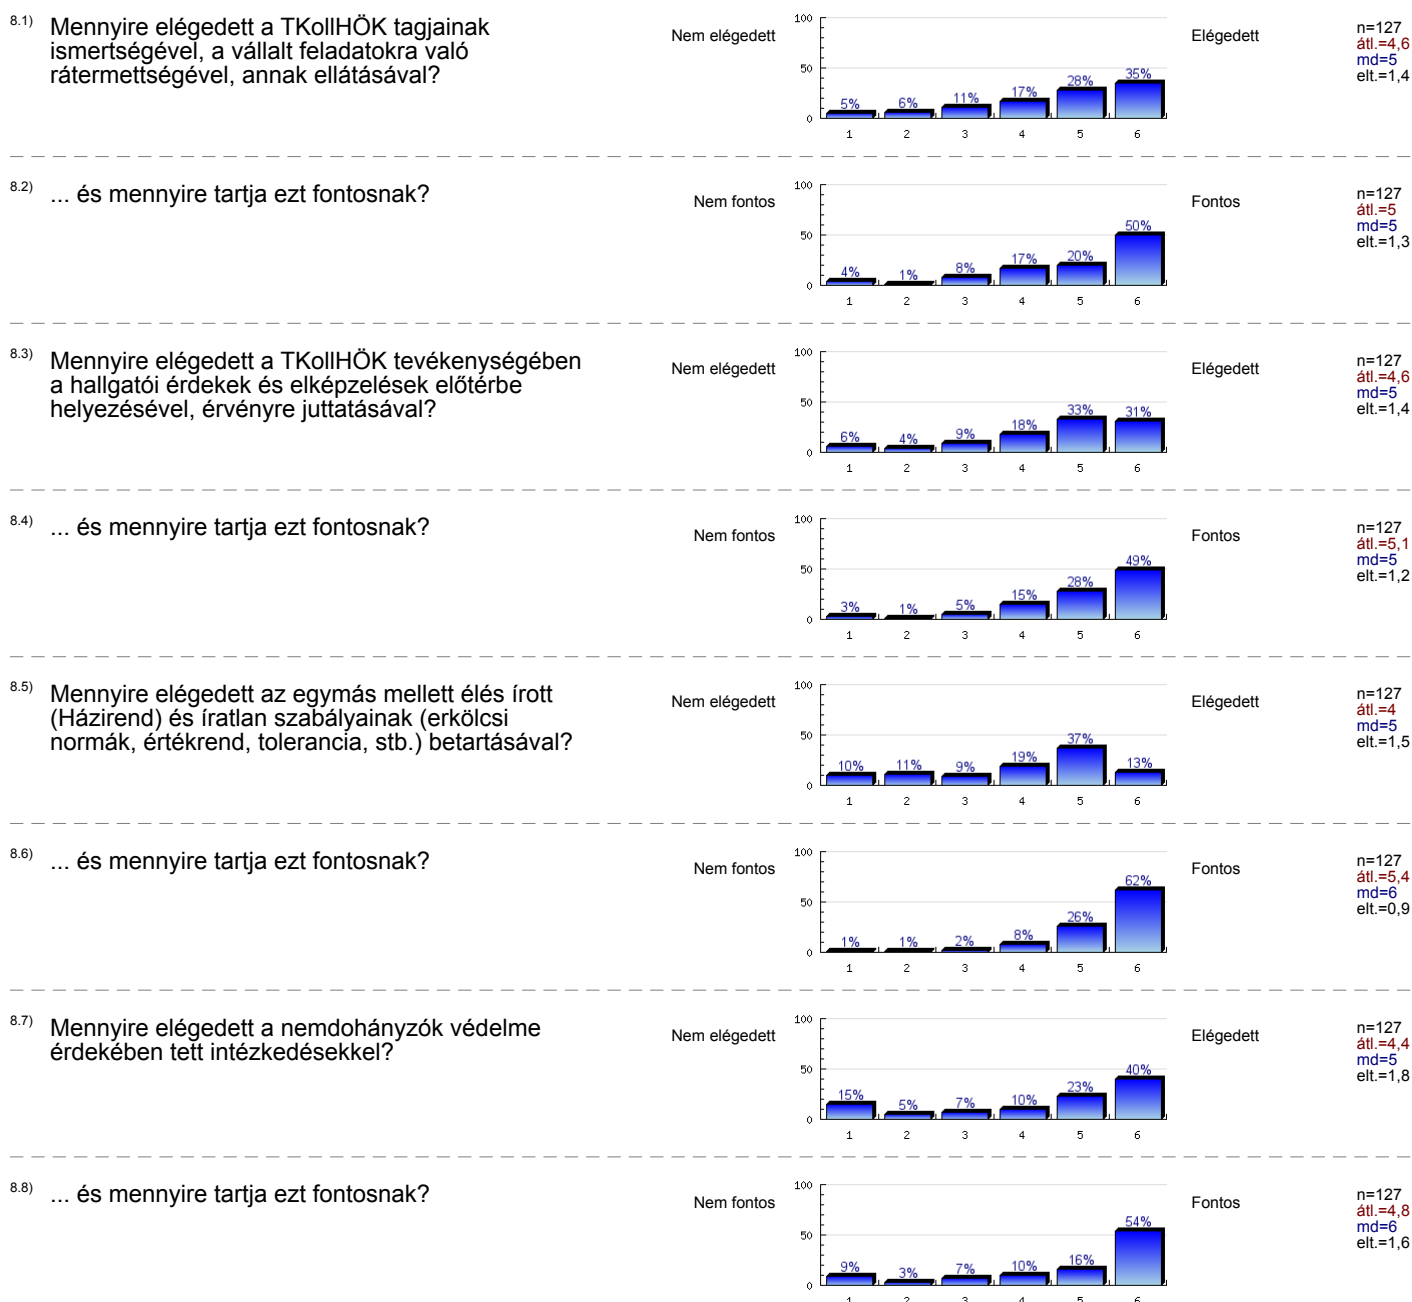 8.1) Mennyire elégedett a TKollHÖK tagjainak
ismertségével, a vállalt feladatokra való
rátermettségével, annak ellátásával?
Nem elégedett
100
50
0
5% 6% 11% 17% 28% 35%
1 2 3 4 5 6
Elégedett
n=127
átl.=4,6
md=5
elt.=1,4
8.2) ... és mennyire tartja ezt fontosnak?
Nem fontos
100
50
0
4% 1% 8% 17% 20% 50%
1 2 3 4 5 6
Fontos
n=127
átl.=5
md=5
elt.=1,3
8.3) Mennyire elégedett a TKollHÖK tevékenységében
a hallgatói érdekek és elképzelések előtérbe
helyezésével, érvényre juttatásával?
Nem elégedett
100
50
0
6% 4% 9% 18% 33% 31%
1 2 3 4 5 6
Elégedett
n=127
átl.=4,6
md=5
elt.=1,4
8.4) ... és mennyire tartja ezt fontosnak?
Nem fontos
100
50
0
3% 1% 5% 15% 28% 49%
1 2 3 4 5 6
Fontos
n=127
átl.=5,1
md=5
elt.=1,2
8.5) Mennyire elégedett az egymás mellett élés írott
(Házirend) és íratlan szabályainak (erkölcsi
normák, értékrend, tolerancia, stb.) betartásával?
Nem elégedett
100
50
0
10% 11% 9% 19% 37% 13%
1 2 3 4 5 6
Elégedett
n=127
átl.=4
md=5
elt.=1,5
8.6) ... és mennyire tartja ezt fontosnak?
Nem fontos
100
50
0
1% 1% 2% 8% 26% 62%
1 2 3 4 5 6
Fontos
n=127
átl.=5,4
md=6
elt.=0,9
8.7) Mennyire elégedett a nemdohányzók védelme
érdekében tett intézkedésekkel?
Nem elégedett
100
50
0
15% 5% 7% 10% 23% 40%
1 2 3 4 5 6
Elégedett
n=127
átl.=4,4
md=5
elt.=1,8
8.8) ... és mennyire tartja ezt fontosnak?
Nem fontos
100
50
0
9% 3% 7% 10% 16% 54%
1 2 3 4 5 6
Fontos
n=127
átl.=4,8
md=6
elt.=1,6